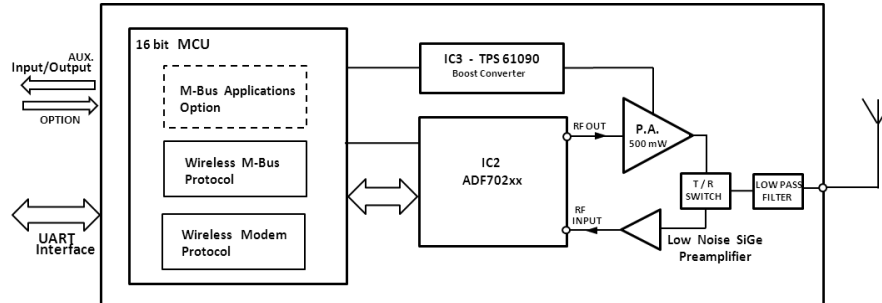 16 bit MCU
AUX.
Input/Output
OPTION
M-Bus Applications
Option
Wireless M-Bus
Protocol
Wireless Modem
Protocol
UART
Interface
IC3 - TPS 61090
Boost Converter
IC2
ADF702xx
RF OUT
P.A.
500 mW
T / R
SWITCH
LOW PASS
FILTER
RF
INPUT
Low Noise SiGe
Preamplifier